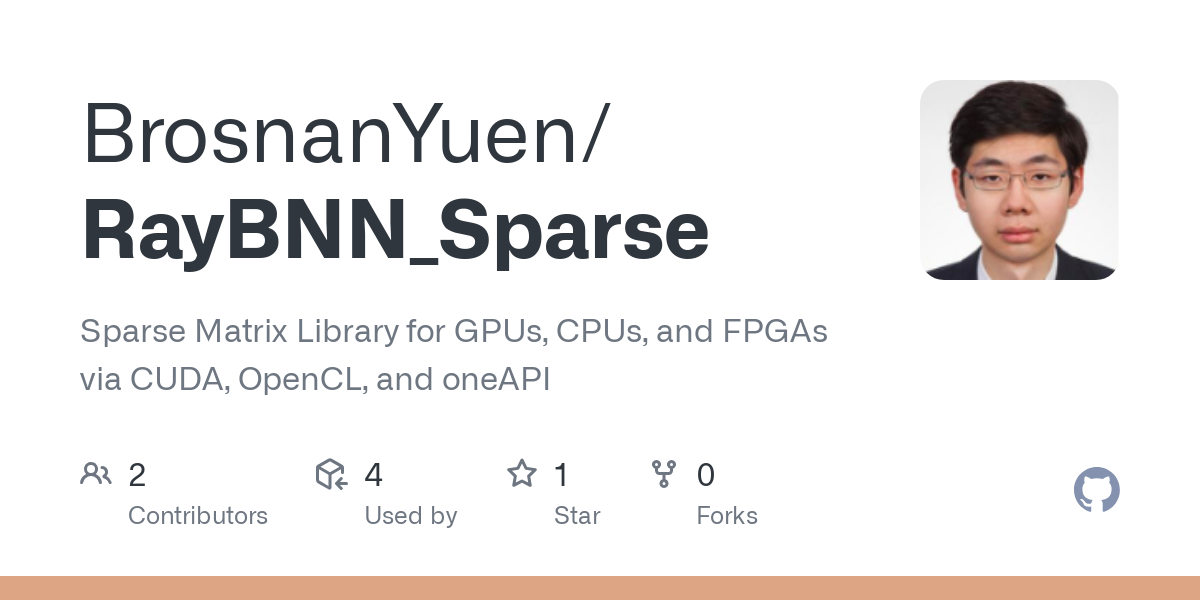 BrosnanYuen/
RayBNN_Sparse
Sparse Matrix Library for GPUs, CPUs, and FPGAs
via CUDA, OpenCL, and oneAPI
2 4 1 0
Contributors Used by Star Forks